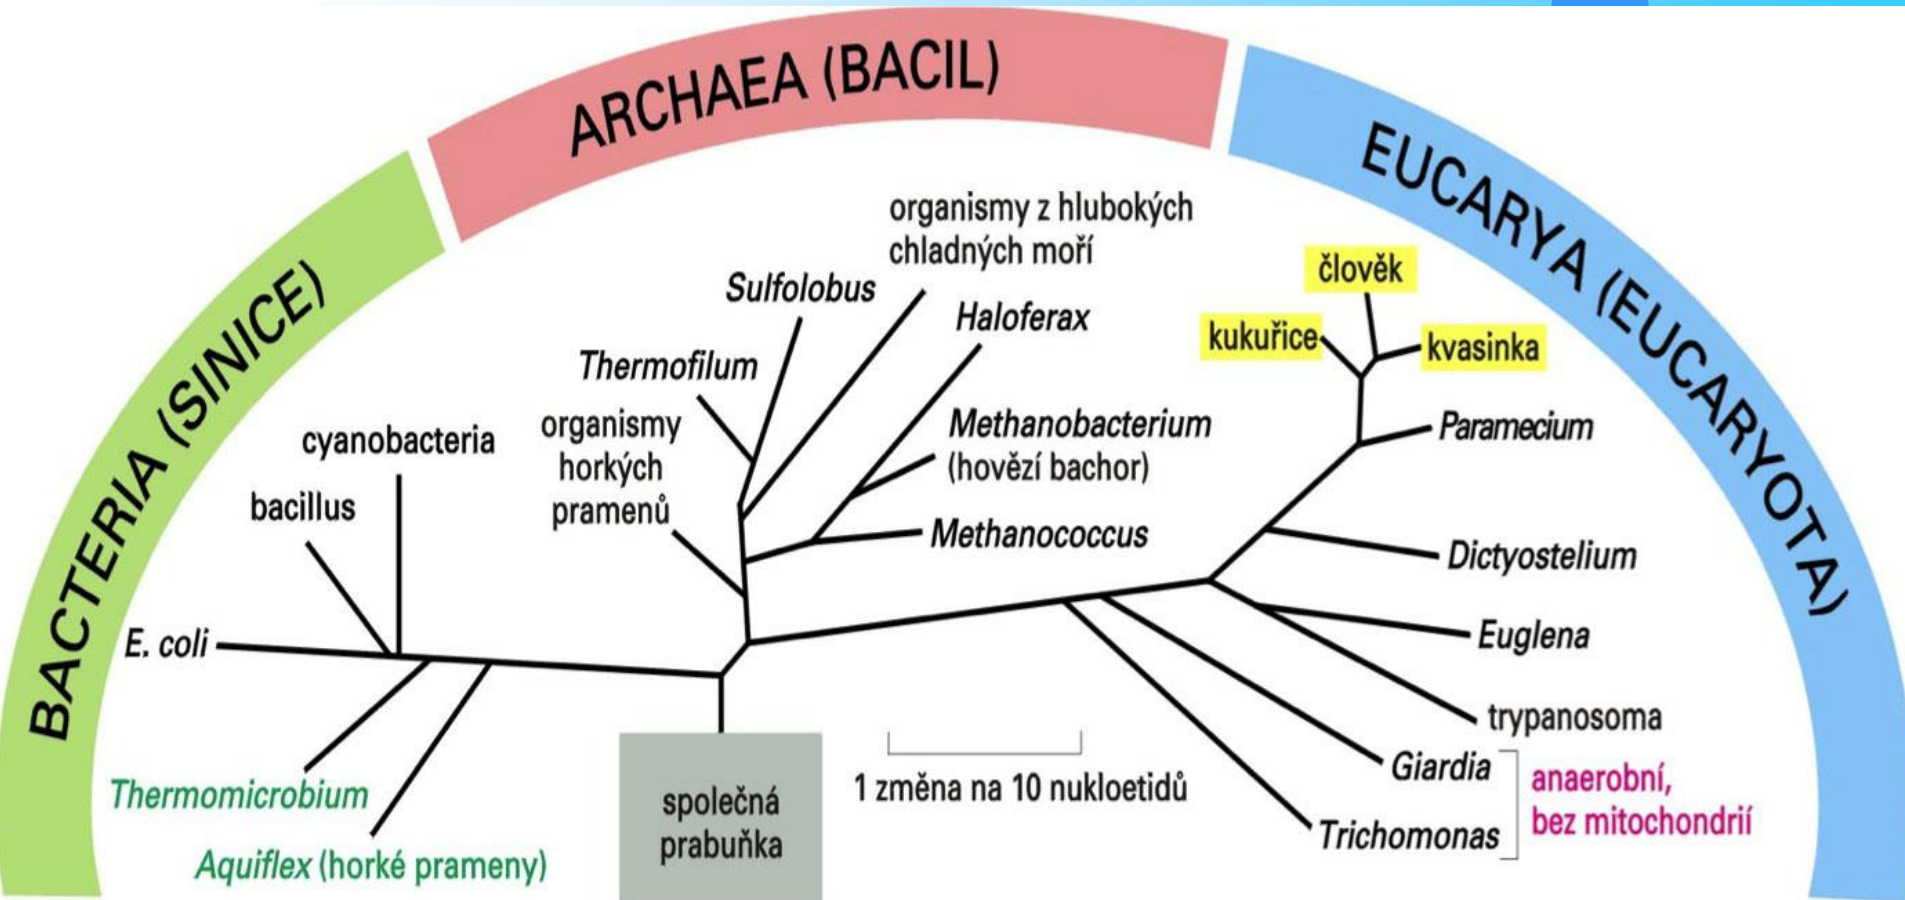 BACTERIA (SINICE)
ARCHAEA (BACIL)
EUCARYA (EUCARYOTA)
organismy z hlubokých
chladných moří
Sulfolobus
Haloferax
Thermofilum
organismy
horkých
pramenů
Methanobacterium
(hovězí bachor)
Methanococcus
cyanobacteria
bacillus
E. coli
Thermomicrobium
Aquiflex (horké prameny)
společná
prabuňka
1 změna na 10 nukloetidů
člověk
kukuřice
kvasinka
Paramecium
Dictyostelium
Euglena
trypanosoma
Giardia
Trichomonas
anaerobní,
bez mitochondrií